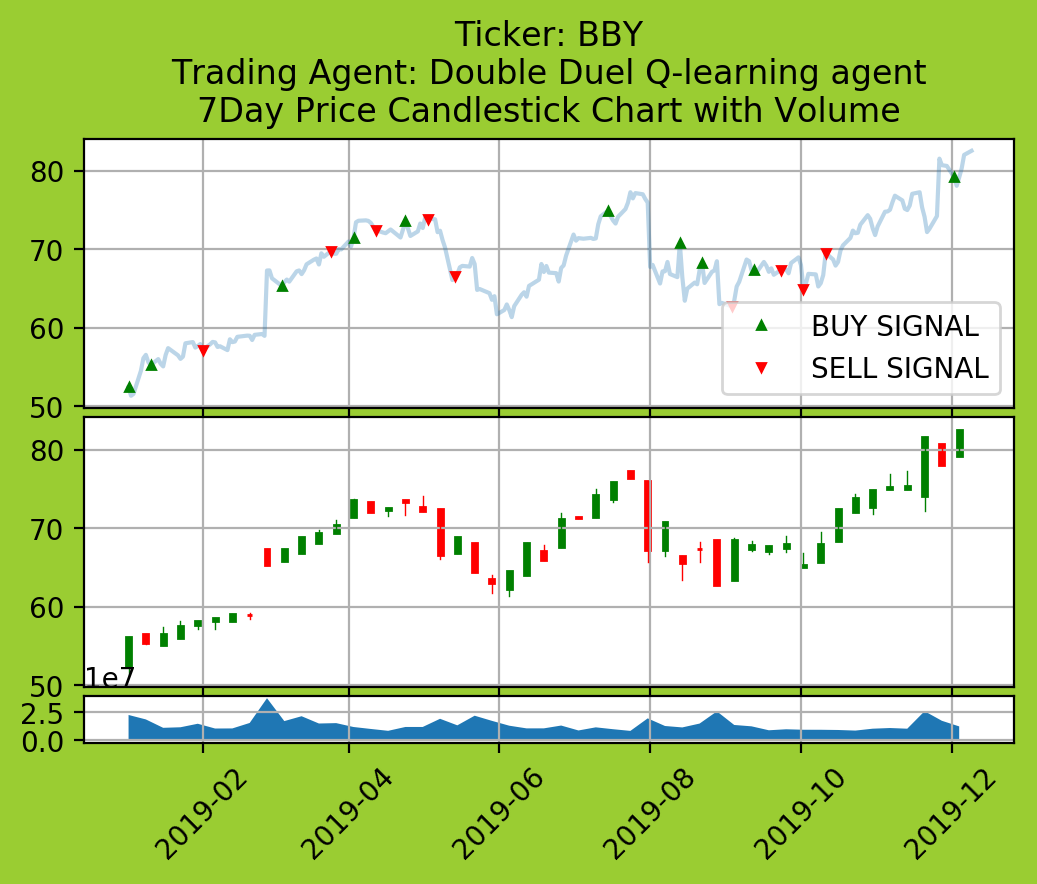 Ticker: BBY
Trading Agent: Double Duel Q-learning agent
7Day Price Candlestick Chart with Volume
80
70
60
50
BUY SIGNAL
SELL SIGNAL
80
70
60
50
1e7
2.5
0.0
2019-02
2019-04
2019-06
2019-08
2019-10
2019-12